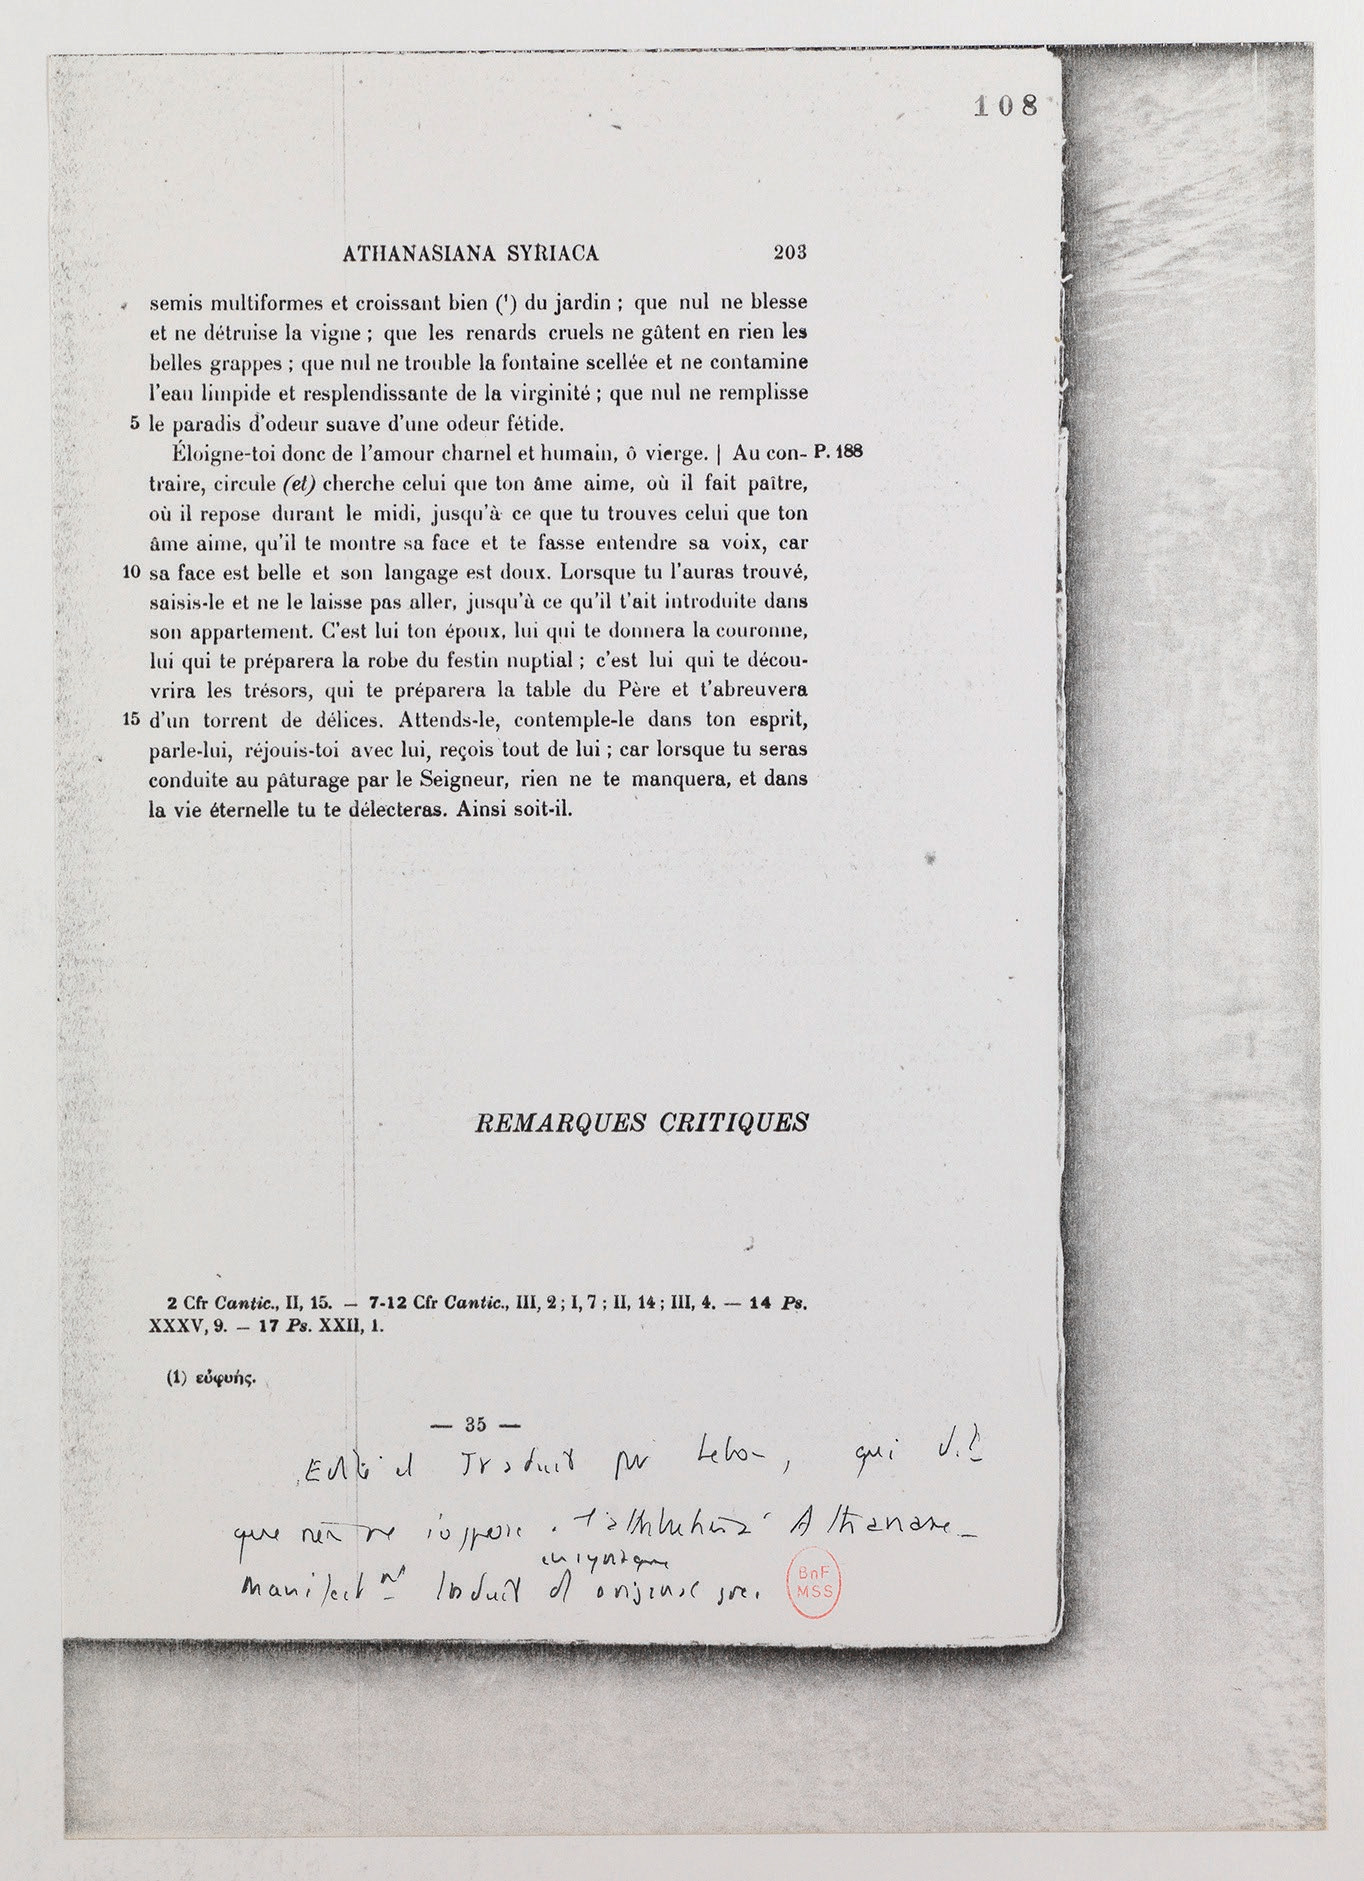 108
ATHANASIANA SYRIACA 203
semis multiformes et croissant bien (¹) du jardin ; que nul ne blesse
et ne détruise la vigne ; que les renards cruels ne gâtent en rien les
belles grappes ; que nul ne trouble la fontaine scellée et ne contamine
l'eau limpide et resplendissante de la virginité ; que nul ne remplisse
5 le paradis d'odeur suave d'une odeur fétide.
Éloigne-toi donc de l'amour charnel et humain, ô vierge. | Au con- P. 188
traire, circule (et) cherche celui que ton âme aime, où il fait paître,
où il repose durant le midi, jusqu'à ce que tu trouves celui que ton
âme aime, qu'il te montre sa face et te fasse entendre sa voix, car
10 sa face est belle et son langage est doux. Lorsque tu l'auras trouvé,
saisis-le et ne le laisse pas aller, jusqu'à ce qu'il t'ait introduite dans
son appartement. C'est lui ton époux, lui qui te donnera la couronne,
lui qui te préparera la robe du festin nuptial ; c'est lui qui te décou-
vrira les trésors, qui te préparera la table du Père et t'abreuvera
15 d'un torrent de délices. Attends-le, contemple-le dans ton esprit,
parle-lui, réjouis-toi avec lui, reçois tout de lui ; car lorsque tu seras
conduite au pâturage par le Seigneur, rien ne te manquera, et dans
la vie éternelle tu te délecteras. Ainsi soit-il.
REMARQUES CRITIQUES
2 Cfr Cantic., II, 15. — 7-12 Cfr Cantic., III, 2 ; I, 7 ; II, 14 ; III, 4. — 14 Ps.
XXXV, 9. — 17 Ps. XXII, 1.
(1) εὐφυής.
— 35 —
Edité et Traduit par Lebon, qui dit
que rien ne s'oppose à l'attribution à Athanase_
en syriaque
Manifestmt traduit d'original grec.
BnF
MSS